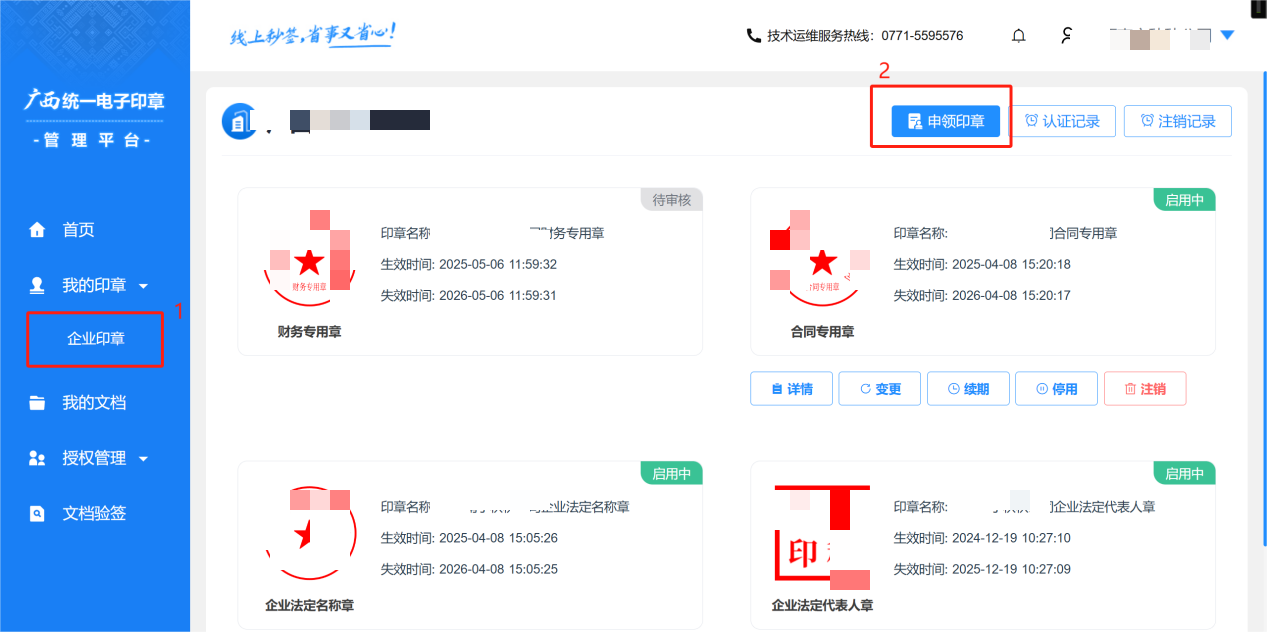 线上秒签,省事又省心!
技术运维服务热线：0771-5595576
广西统一电子印章
-管理平台-
2
申领印章
认证记录
注销记录
首页
我的印章
1
企业印章
我的文档
授权管理
文档验签
待审核
印章名称
财务专用章
生效时间: 2025-05-06 11:59:32
失效时间: 2026-05-06 11:59:31
财务专用章
财务专用章
启用中
印章名称:
合同专用章
生效时间: 2025-04-08 15:20:18
失效时间: 2026-04-08 15:20:17
合同专用章
合同专用章
详情
变更
续期
停用
注销
启用中
印章名称
企业法定名称章
生效时间: 2025-04-08 15:05:26
失效时间: 2026-04-08 15:05:25
企业法定名称章
启用中
印章名称:
企业法定代表人章
生效时间: 2024-12-19 10:27:10
失效时间: 2025-12-19 10:27:09
印
企业法定代表人章